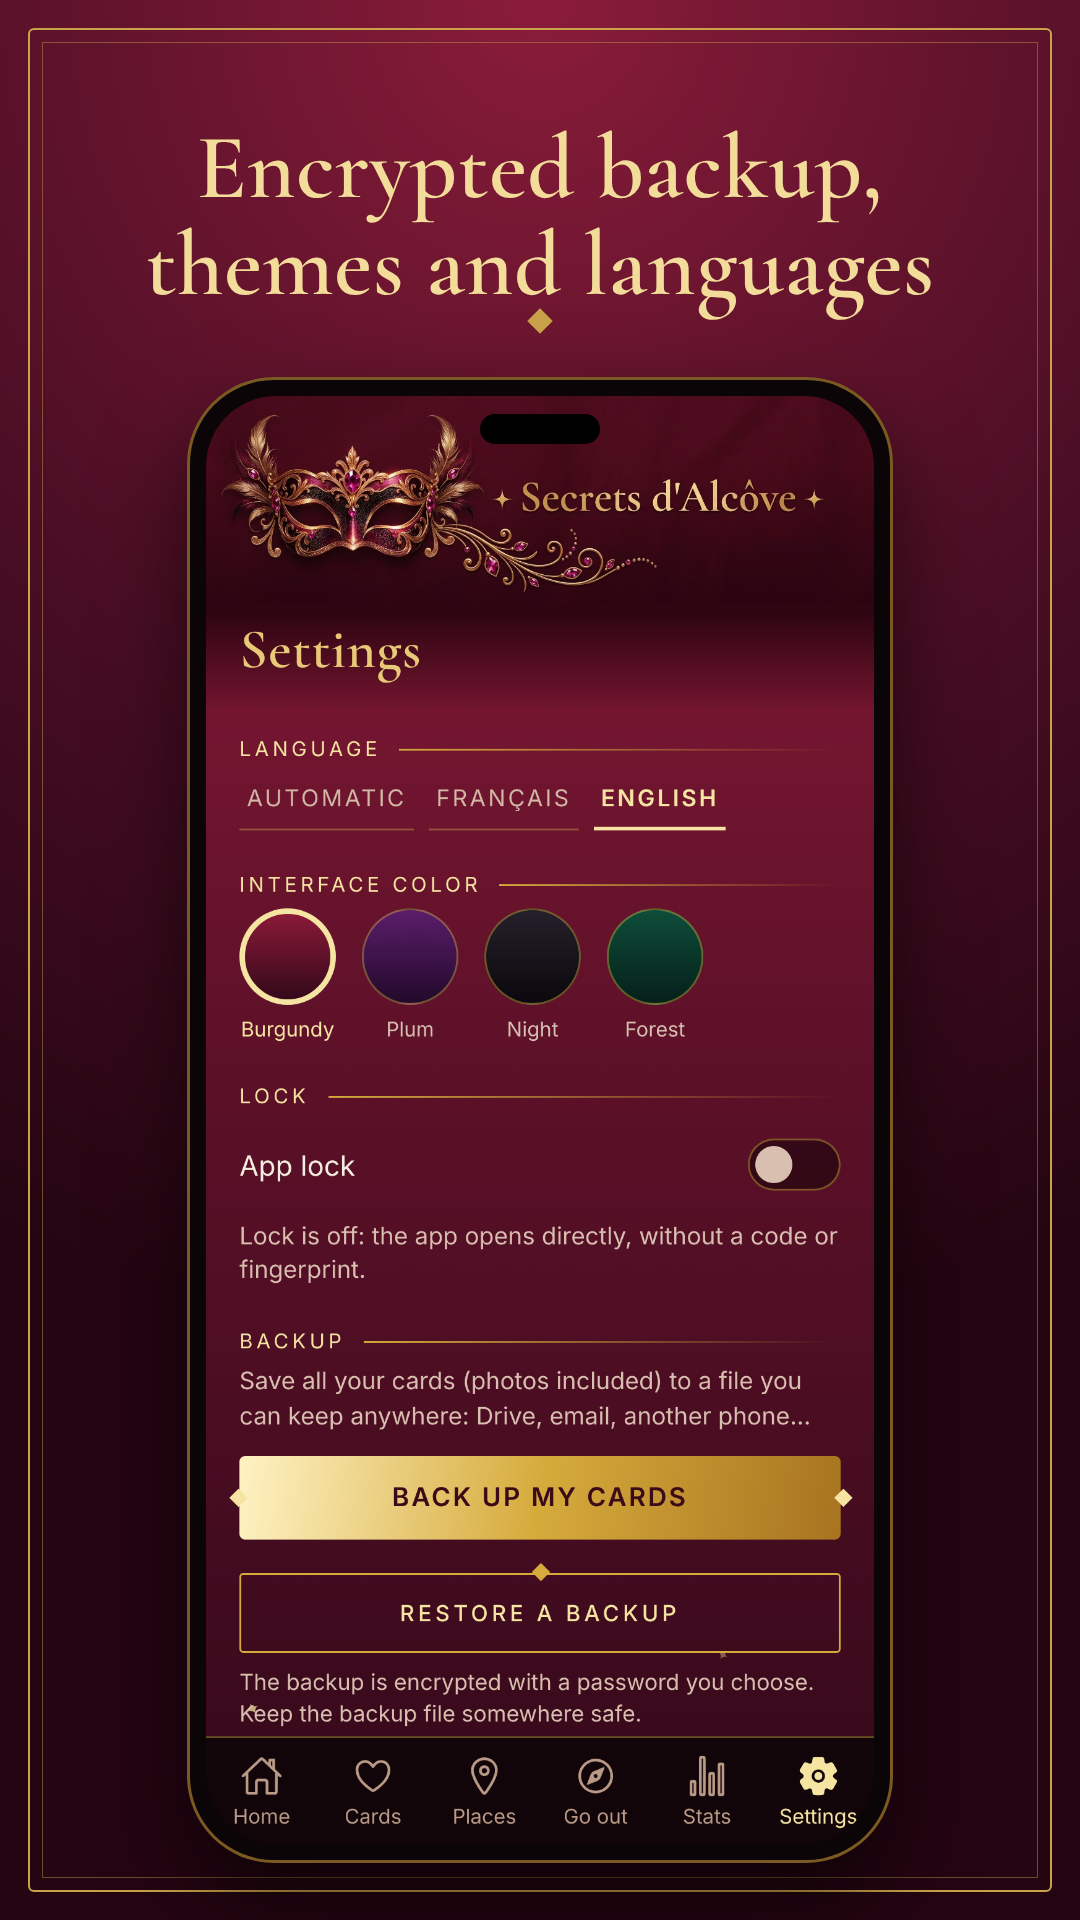 Encrypted backup,
themes and languages
Secrets d'Alcôve
Settings
LANGUAGE
AUTOMATIC FRANÇAIS ENGLISH
INTERFACE COLOR
Burgundy Plum Night Forest
LOCK
App lock
Lock is off: the app opens directly, without a code or
fingerprint.
BACKUP
Save all your cards (photos included) to a file you
can keep anywhere: Drive, email, another phone...
BACK UP MY CARDS
RESTORE A BACKUP
The backup is encrypted with a password you choose.
Keep the backup file somewhere safe.
Home Cards Places Go out Stats Settings